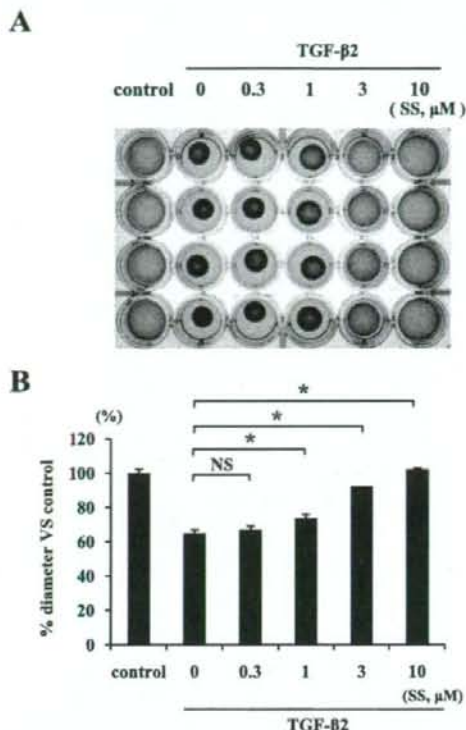 A
TGF-β2
control 0 0.3 1 3 10
( SS, μM )
B
(%)
*
*
*
NS
120
100
80
60
40
20
0
% diameter VS control
control 0 0.3 1 3 10
(SS, μM)
TGF-β2